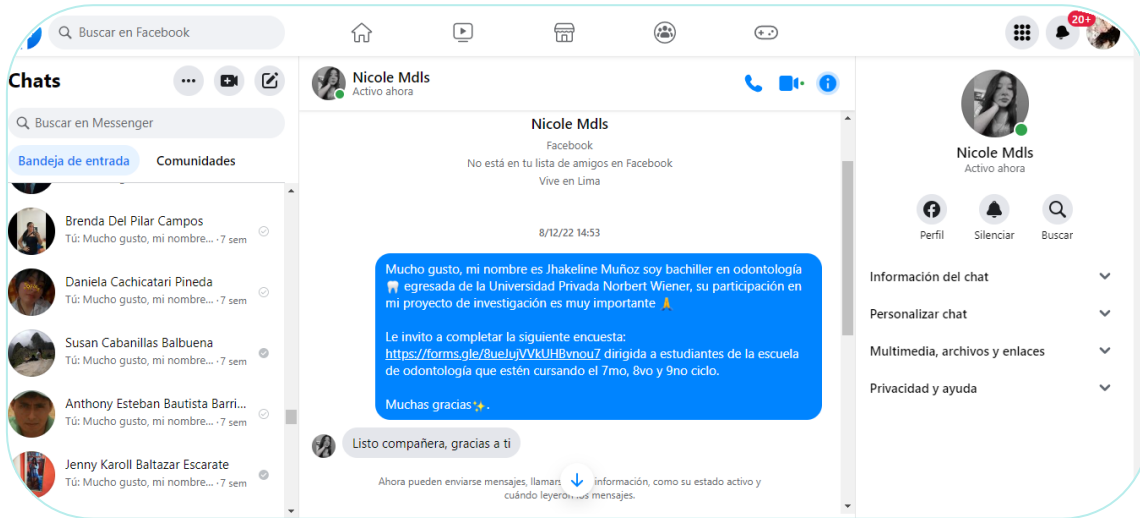 Buscar en Facebook
20+
Chats
Buscar en Messenger
Bandeja de entrada
Comunidades
Brenda Del Pilar Campos
Tú: Mucho gusto, mi nombre... · 7 sem
Daniela Cachicatari Pineda
Tú: Mucho gusto, mi nombre... · 7 sem
Susan Cabanillas Balbuena
Tú: Mucho gusto, mi nombre... · 7 sem
Anthony Esteban Bautista Barri...
Tú: Mucho gusto, mi nombre... · 7 sem
Jenny Karoll Baltazar Escarate
Tú: Mucho gusto, mi nombre... · 7 sem
Nicole Mdls
Activo ahora
Nicole Mdls
Facebook
No está en tu lista de amigos en Facebook
Vive en Lima
8/12/22 14:53
Mucho gusto, mi nombre es Jhakeline Muñoz soy bachiller en odontología
🦷 egresada de la Universidad Privada Norbert Wiener, su participación en
mi proyecto de investigación es muy importante 🙏
Le invito a completar la siguiente encuesta:
https://forms.gle/8ueJujVVkUHBvnou7 dirigida a estudiantes de la escuela
de odontología que estén cursando el 7mo, 8vo y 9no ciclo.
Muchas gracias✨.
Listo compañera, gracias a ti
Ahora pueden enviarse mensajes, información, como su estado activo y
cuándo leyeron mensajes.
Nicole Mdls
Activo ahora
Perfil
Silenciar
Buscar
Información del chat
Personalizar chat
Multimedia, archivos y enlaces
Privacidad y ayuda